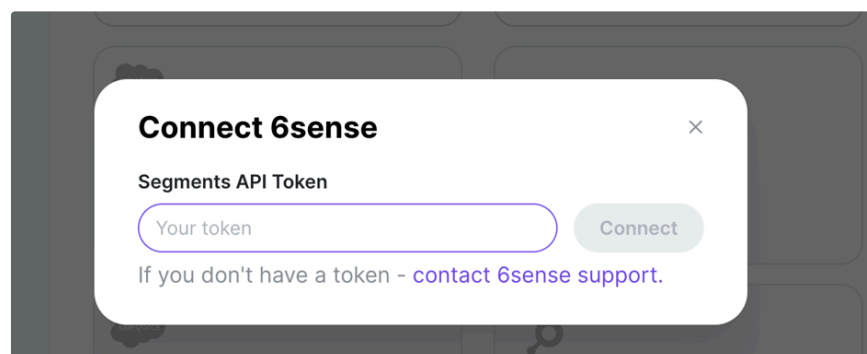 Connect 6sense
Segments API Token
Your token
Connect
If you don't have a token - contact 6sense support.